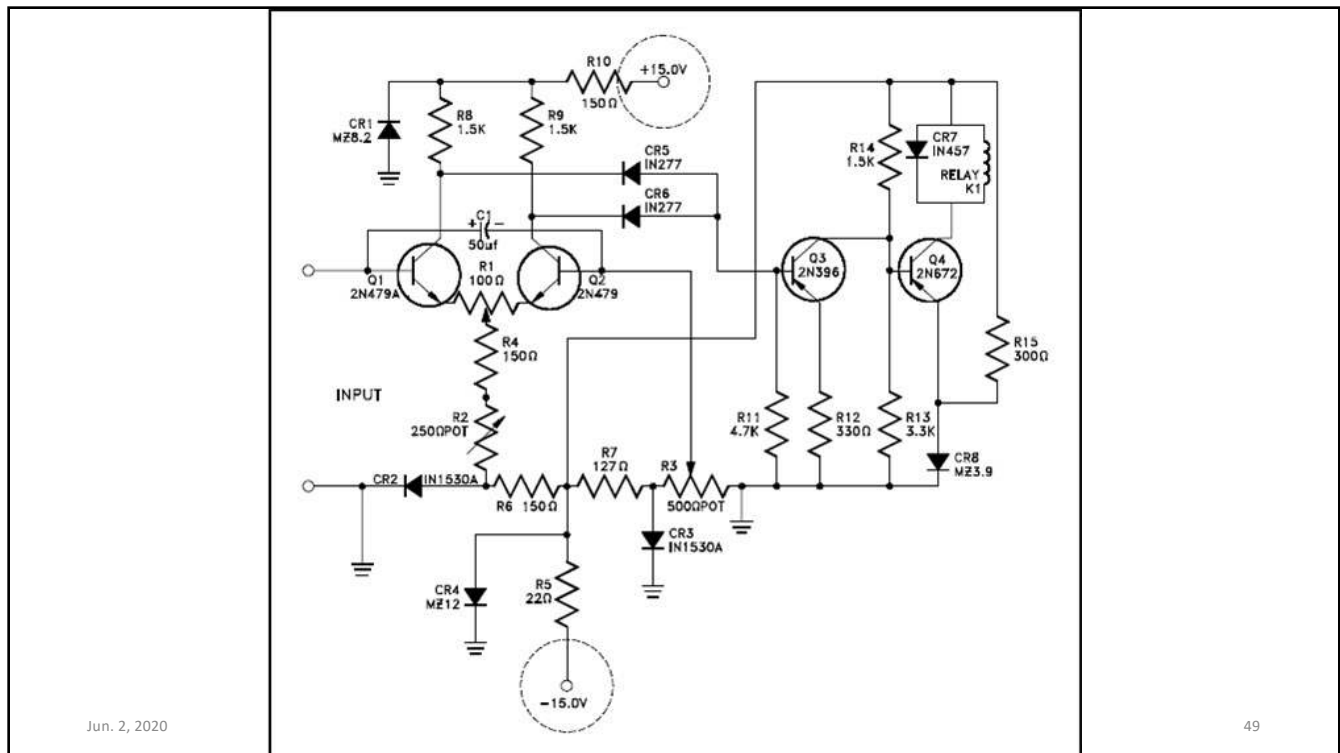 R10
+15.0V
150Ω
CR1
MZ8.2
R8
1.5K
R9
1.5K
CR5
IN277
CR6
IN277
R14
1.5K
CR7
IN457
RELAY
K1
C1
+ −
50uf
Q1
2N479A
R1
100Ω
Q2
2N479
Q3
2N396
Q4
2N672
R4
150Ω
R15
300Ω
INPUT
R2
250ΩPOT
R11
4.7K
R12
330Ω
R13
3.3K
CR2
IN1530A
R7
127Ω
R3
500ΩPOT
R6 150Ω
CR8
MZ3.9
CR3
IN1530A
CR4
MZ12
R5
22Ω
−15.0V
Jun. 2, 2020
49